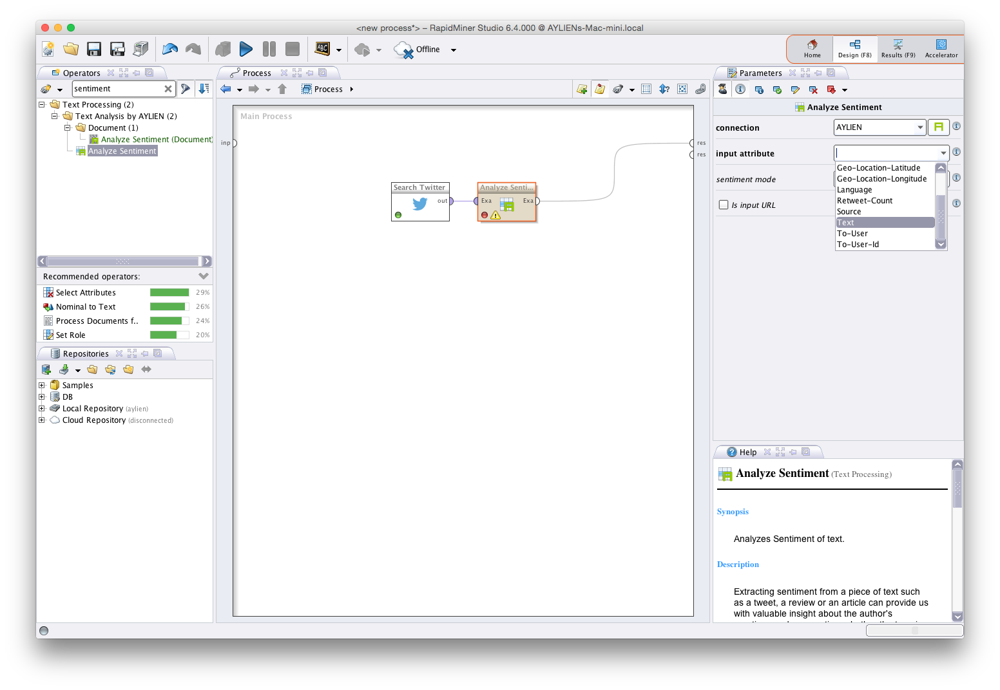 <new process*> – RapidMiner Studio 6.4.000 @ AYLIENs-Mac-mini.local
ABC
Offline
Home
Design (F8)
Results (F9)
Accelerator
Operators
sentiment
Text Processing (2)
Text Analysis by AYLIEN (2)
Document (1)
Analyze Sentiment (Document)
Analyze Sentiment
Recommended operators:
Select Attributes 29%
Nominal to Text 26%
Process Documents f.. 24%
Set Role 20%
Repositories
Samples
DB
Local Repository (aylien)
Cloud Repository (disconnected)
Process
Process
Main Process
inp
res
res
Search Twitter
out
Analyze Senti...
Exa Exa
Parameters
Analyze Sentiment
connection AYLIEN
input attribute
sentiment mode
Is input URL
Geo-Location-Latitude
Geo-Location-Longitude
Language
Retweet-Count
Source
Text
To-User
To-User-Id
Help
Analyze Sentiment (Text Processing)
Synopsis
Analyzes Sentiment of text.
Description
Extracting sentiment from a piece of text such
as a tweet, a review or an article can provide us
with valuable insight about the author's